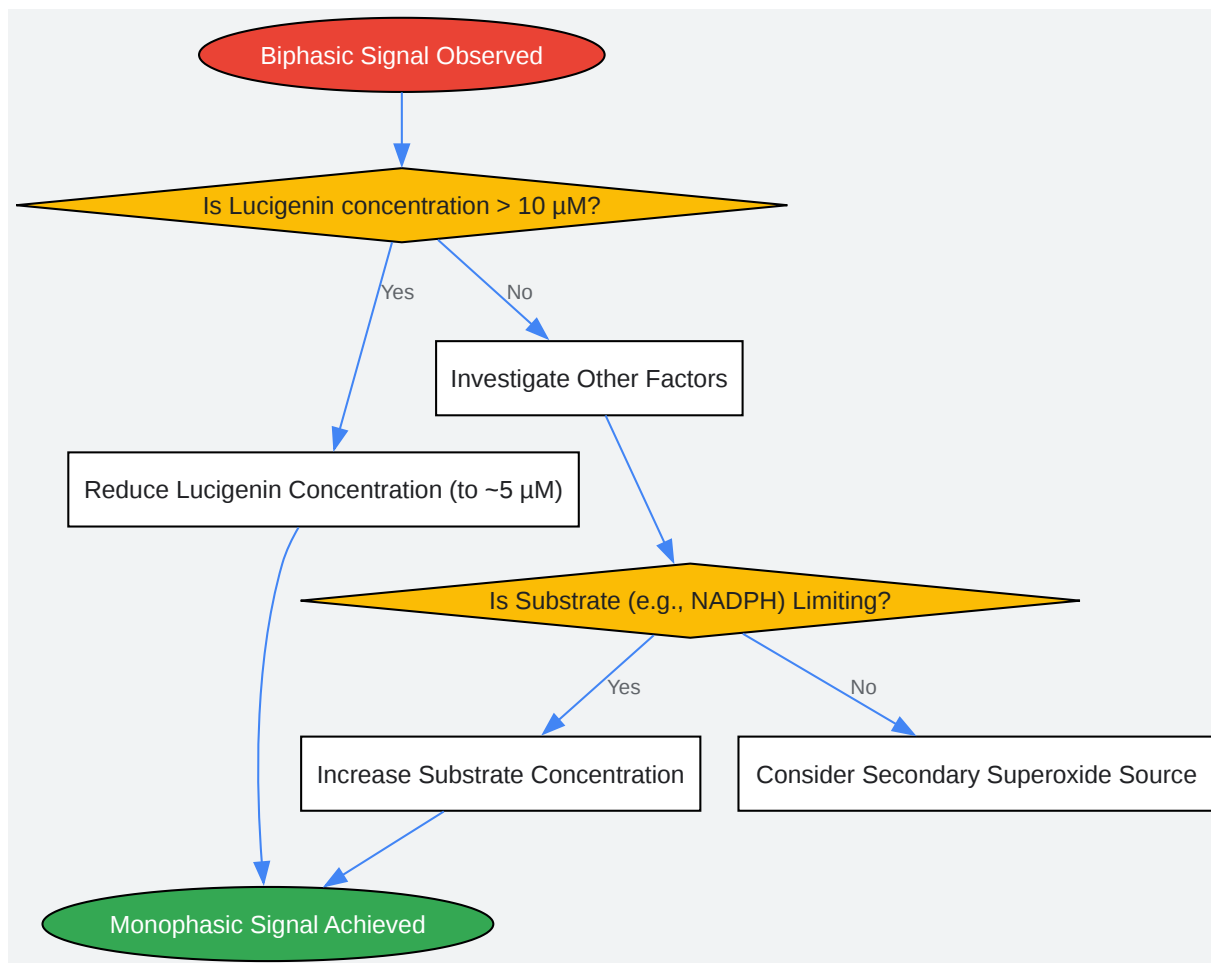 Biphasic Signal Observed
Is Lucigenin concentration > 10 µM?
Yes
No
Investigate Other Factors
Reduce Lucigenin Concentration (to ~5 µM)
Is Substrate (e.g., NADPH) Limiting?
Yes
No
Increase Substrate Concentration
Consider Secondary Superoxide Source
Monophasic Signal Achieved